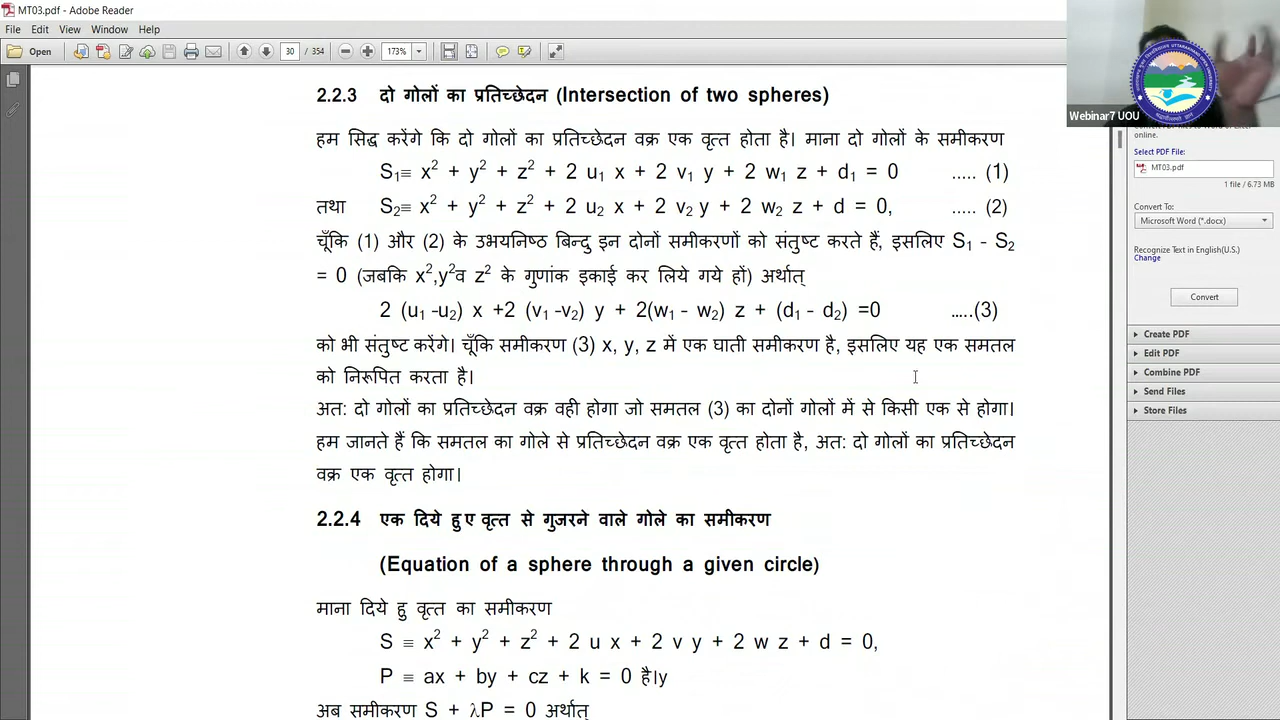 MT03.pdf - Adobe Reader
File Edit View Window Help
Open 30 / 354 173%
2.2.3 दो गोलों का प्रतिच्छेदन (Intersection of two spheres)
हम सिद्ध करेंगे कि दो गोलों का प्रतिच्छेदन वक्र एक वृत्त होता है। माना दो गोलों के समीकरण
S₁≡ x² + y² + z² + 2 u₁ x + 2 v₁ y + 2 w₁ z + d₁ = 0 ..... (1)
तथा S₂≡ x² + y² + z² + 2 u₂ x + 2 v₂ y + 2 w₂ z + d = 0, ..... (2)
चूँकि (1) और (2) के उभयनिष्ठ बिन्दु इन दोनों समीकरणों को संतुष्ट करते हैं, इसलिए S₁ - S₂
= 0 (जबकि x²,y²व z² के गुणांक इकाई कर लिये गये हों) अर्थात्
2 (u₁ -u₂) x +2 (v₁ -v₂) y + 2(w₁ - w₂) z + (d₁ - d₂) =0 .....(3)
को भी संतुष्ट करेंगे। चूँकि समीकरण (3) x, y, z में एक घाती समीकरण है, इसलिए यह एक समतल
को निरूपित करता है।
अत: दो गोलों का प्रतिच्छेदन वक्र वही होगा जो समतल (3) का दोनों गोलों में से किसी एक से होगा।
हम जानते हैं कि समतल का गोले से प्रतिच्छेदन वक्र एक वृत्त होता है, अत: दो गोलों का प्रतिच्छेदन
वक्र एक वृत्त होगा।
2.2.4 एक दिये हुए वृत्त से गुजरने वाले गोले का समीकरण
(Equation of a sphere through a given circle)
माना दिये हु वृत्त का समीकरण
S ≡ x² + y² + z² + 2 u x + 2 v y + 2 w z + d = 0,
P ≡ ax + by + cz + k = 0 है।y
अब समीकरण S + λP = 0 अर्थात्
Webinar7 UOU
online.
Select PDF File:
MT03.pdf
1 file / 6.73 MB
Convert To:
Microsoft Word (*.docx)
Recognize Text in English(U.S.)
Change
Convert
Create PDF
Edit PDF
Combine PDF
Send Files
Store Files